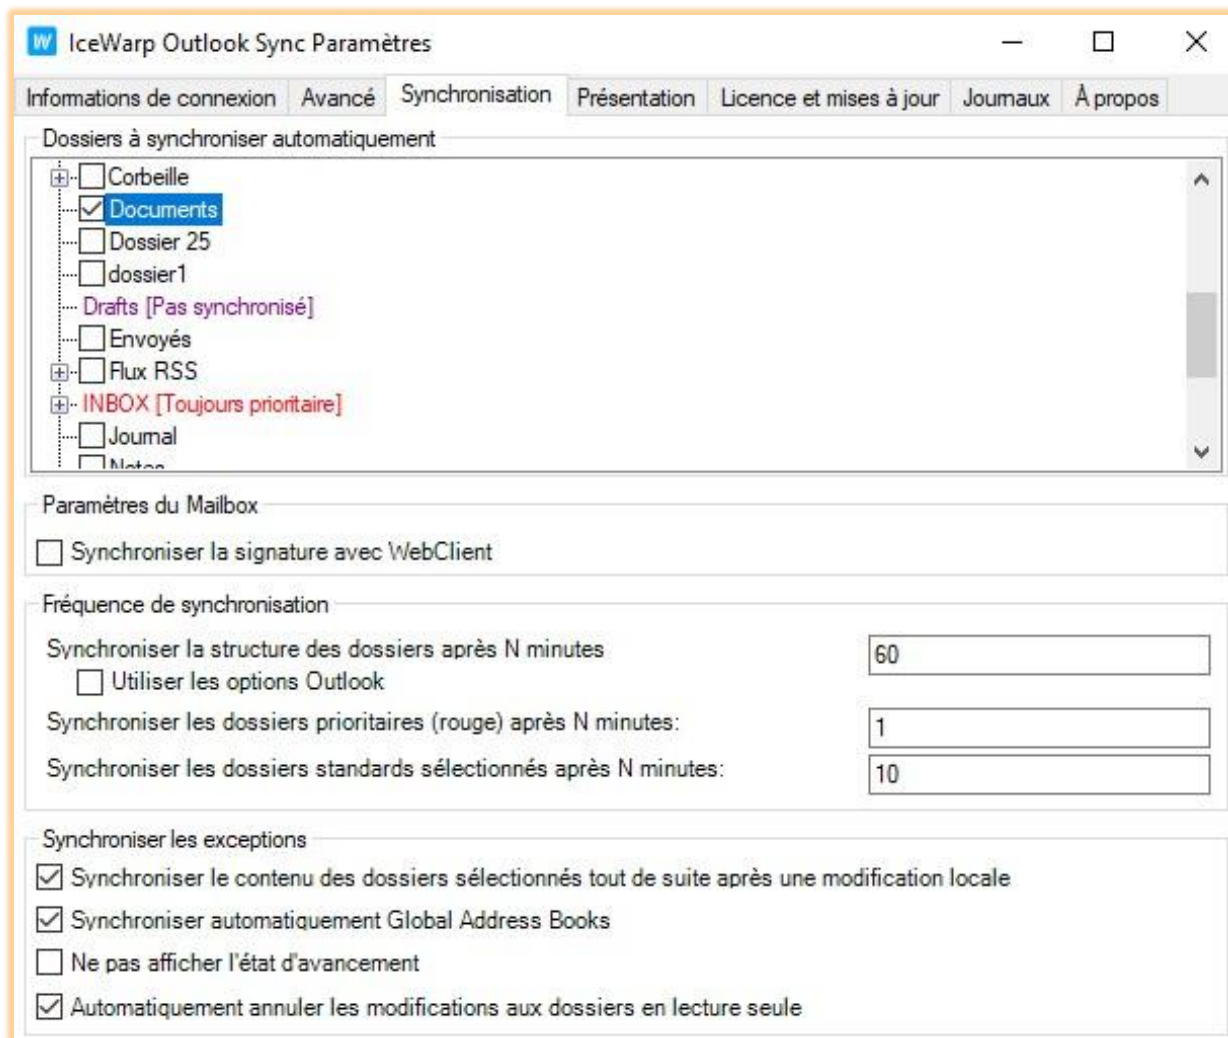 W IceWarp Outlook Sync Paramètres
Informations de connexion Avancé Synchronisation Présentation Licence et mises à jour Journaux À propos
Dossiers à synchroniser automatiquement
Corbeille
Documents
Dossier 25
dossier1
Drafts [Pas synchronisé]
Envoyés
Flux RSS
INBOX [Toujours prioritaire]
Journal
Notes
Paramètres du Mailbox
Synchroniser la signature avec WebClient
Fréquence de synchronisation
Synchroniser la structure des dossiers après N minutes 60
Utiliser les options Outlook
Synchroniser les dossiers prioritaires (rouge) après N minutes: 1
Synchroniser les dossiers standards sélectionnés après N minutes: 10
Synchroniser les exceptions
Synchroniser le contenu des dossiers sélectionnés tout de suite après une modification locale
Synchroniser automatiquement Global Address Books
Ne pas afficher l'état d'avancement
Automatiquement annuler les modifications aux dossiers en lecture seule